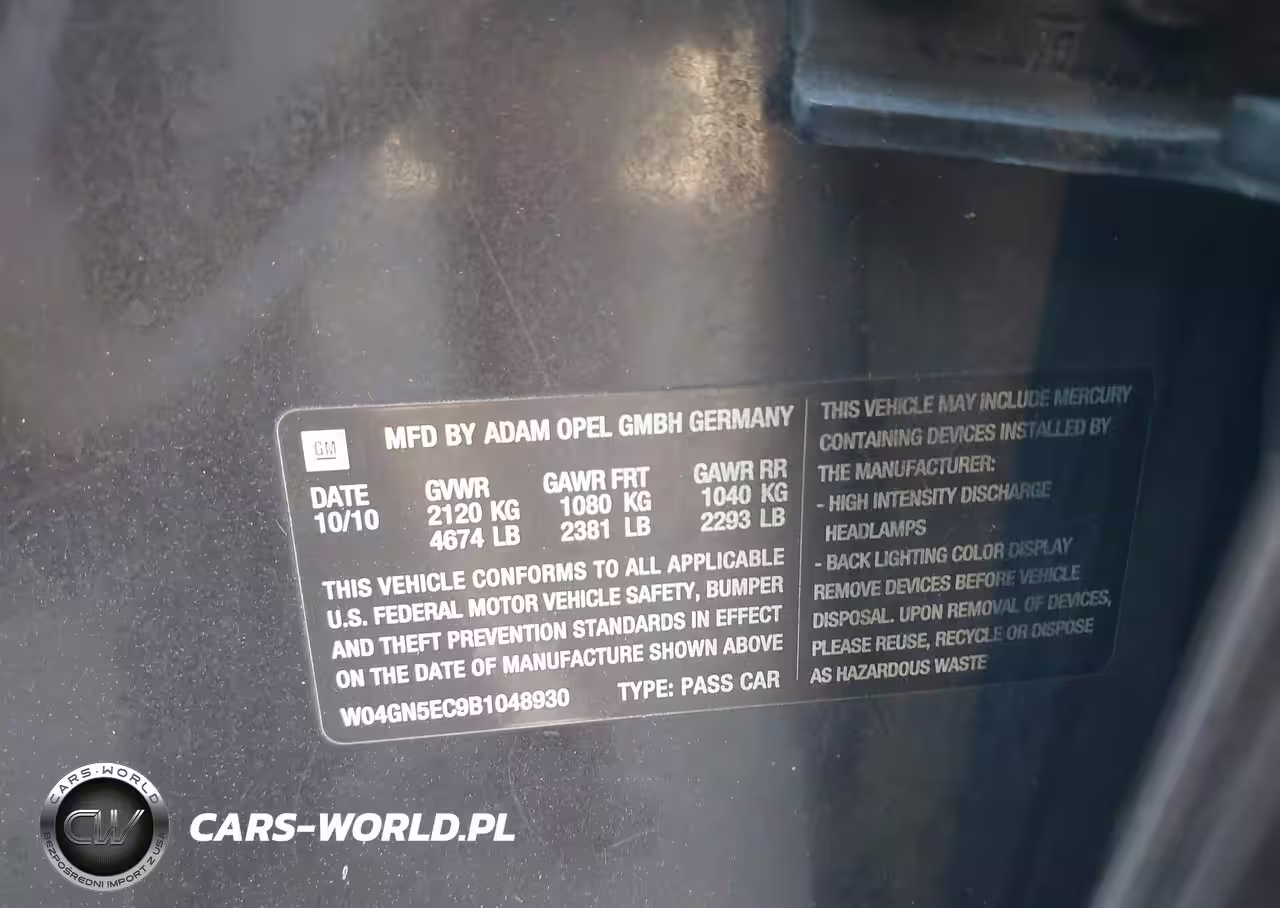 GM
MFD BY ADAM OPEL GMBH GERMANY
DATE
10/10
GVWR
2120 KG
4674 LB
GAWR FRT
1080 KG
2381 LB
GAWR RR
1040 KG
2293 LB
THIS VEHICLE CONFORMS TO ALL APPLICABLE
U.S. FEDERAL MOTOR VEHICLE SAFETY, BUMPER
AND THEFT PREVENTION STANDARDS IN EFFECT
ON THE DATE OF MANUFACTURE SHOWN ABOVE
W04GN5EC9B1048930 TYPE: PASS CAR
THIS VEHICLE MAY INCLUDE MERCURY
CONTAINING DEVICES INSTALLED BY
THE MANUFACTURER:
- HIGH INTENSITY DISCHARGE
HEADLAMPS
- BACK LIGHTING COLOR DISPLAY
REMOVE DEVICES BEFORE VEHICLE
DISPOSAL. UPON REMOVAL OF DEVICES,
PLEASE REUSE, RECYCLE OR DISPOSE
AS HAZARDOUS WASTE
CARS-WORLD
CW
BEZPOŚREDNI IMPORT Z USA
CARS-WORLD.PL